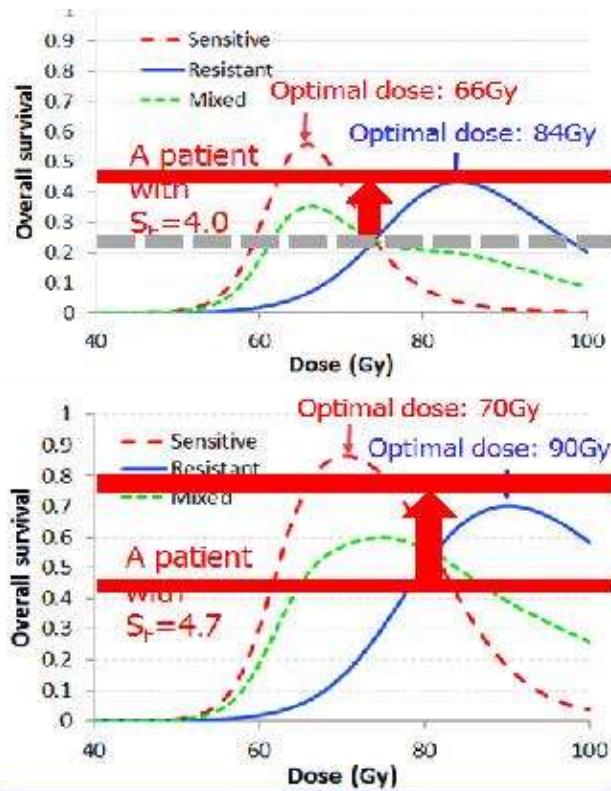 1
0.9
Sensitive
0.8
Resistant
0.7
Mixed
Optimal dose: 66Gy
0.6
Optimal dose: 84Gy
0.5
A patient
0.4
with
0.3
Sₕ=4.0
0.2
0.1
0
40 60 80 100
Overall survival
Dose (Gy)
1
Optimal dose: 70Gy
0.9
Sensitive
Optimal dose: 90Gy
0.8
Resistant
0.7
Mixed
0.6
0.5
A patient
0.4
with
0.3
Sₕ=4.7
0.2
0.1
0
40 60 80 100
Overall survival
Dose (Gy)